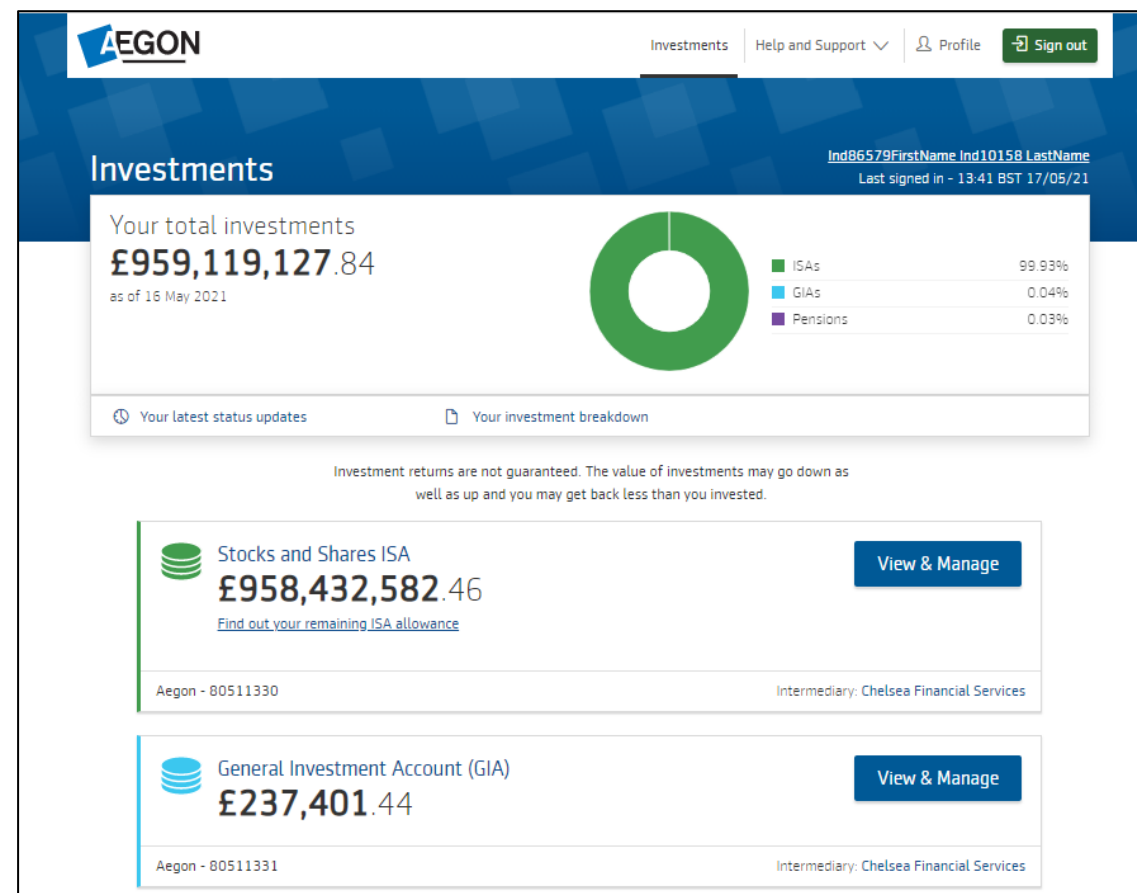 AEGON
Investments Help and Support Profile Sign out
Ind86579FirstName Ind10158 LastName
Investments
Last signed in - 13:41 BST 17/05/21
Your total investments
£959,119,127.84
as of 16 May 2021
ISAs 99.93%
GIAs 0.04%
Pensions 0.03%
Your latest status updates Your investment breakdown
Investment returns are not guaranteed. The value of investments may go down as
well as up and you may get back less than you invested.
Stocks and Shares ISA
View & Manage
£958,432,582.46
Find out your remaining ISA allowance
Aegon - 80511330 Intermediary: Chelsea Financial Services
General Investment Account (GIA)
View & Manage
£237,401.44
Aegon - 80511331 Intermediary: Chelsea Financial Services